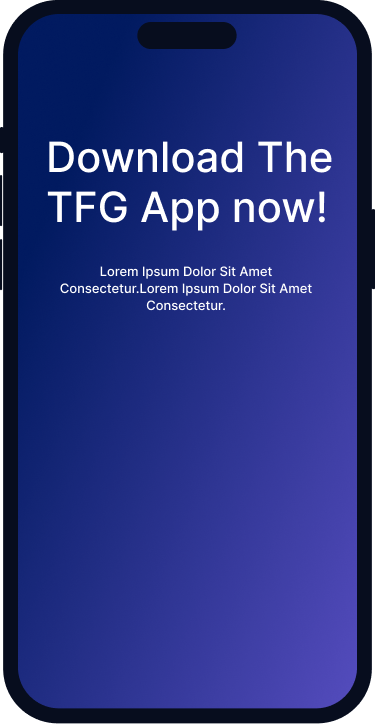 Download The
TFG App now!
Lorem Ipsum Dolor Sit Amet
Consectetur.Lorem Ipsum Dolor Sit Amet
Consectetur.